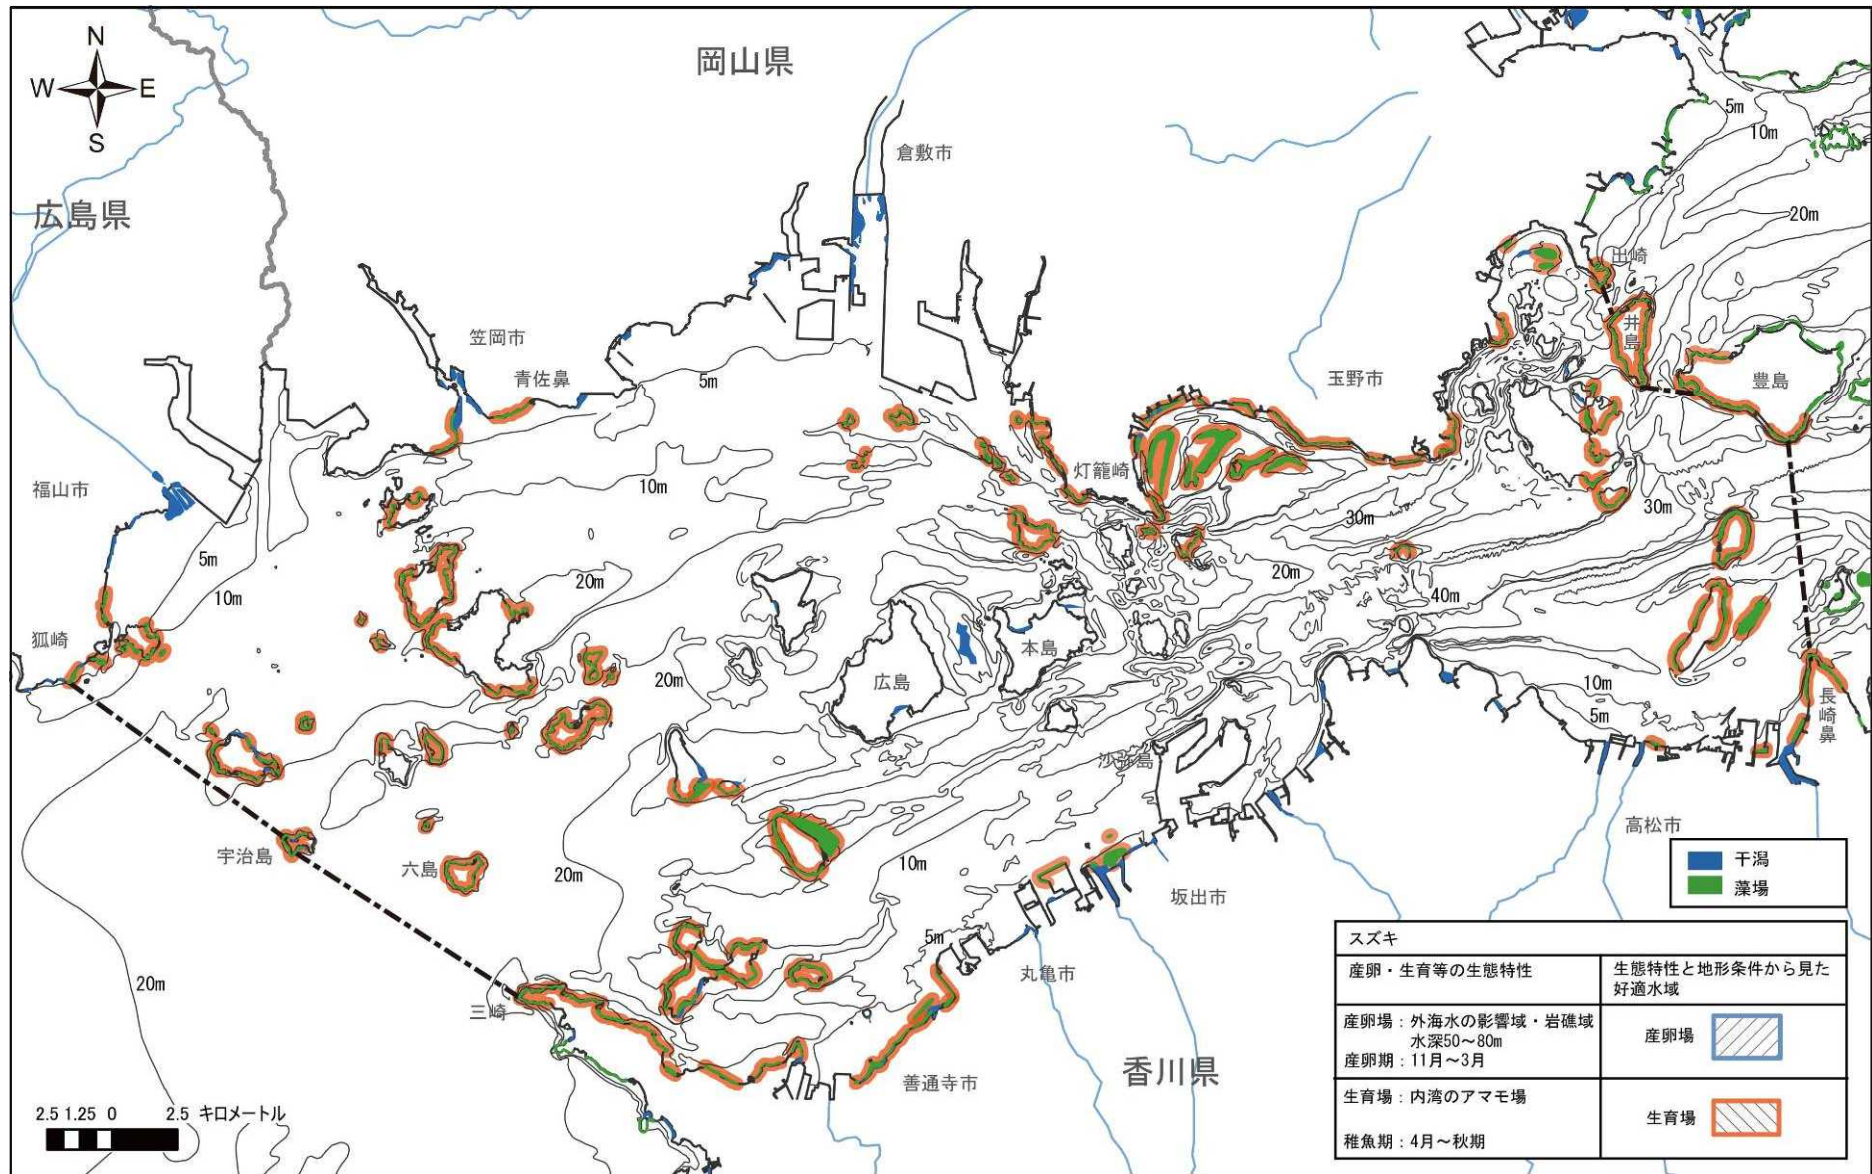 N
W E
S
岡山県
広島県
倉敷市
笠岡市
青佐鼻
5m
10m
20m
出崎
井島
豊島
玉野市
5m
福山市
10m
灯籠崎
30m
30m
5m
10m
20m
20m
40m
狐崎
20m
本島
広島
10m
5m
長崎鼻
沙弥島
高松市
宇治島
六島
20m
10m
坂出市
干潟
藻場
5m
丸亀市
20m
三崎
善通寺市
香川県
スズキ
産卵・生育等の生態特性
生態特性と地形条件から見た
好適水域
産卵場：外海水の影響域・岩礁域
水深50～80m
産卵期：11月～3月
産卵場
生育場：内湾のアマモ場
稚魚期：4月～秋期
生育場
2.5 1.25 0 2.5 キロメートル